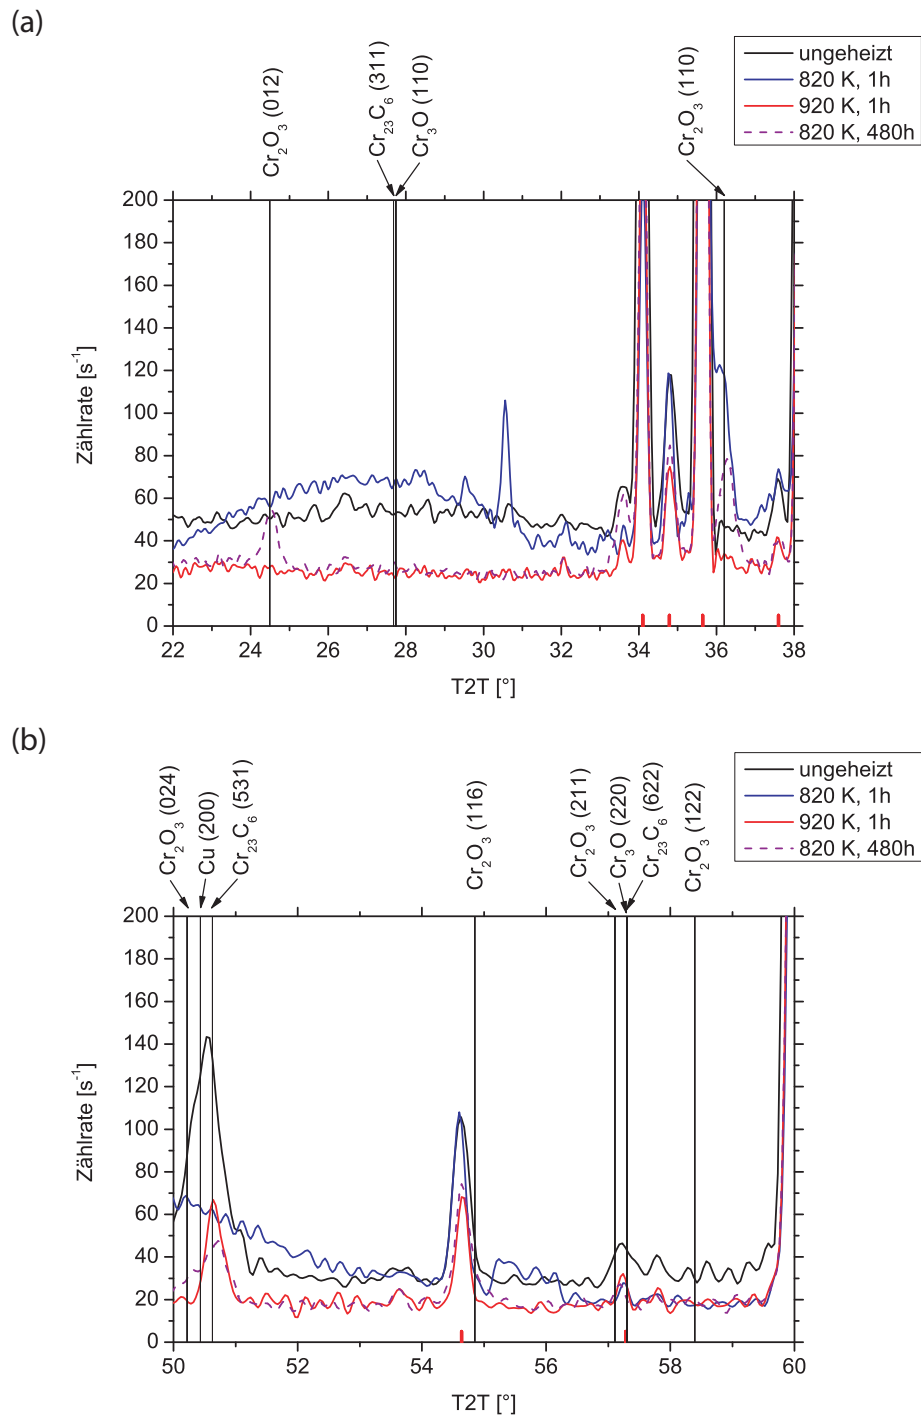 (a)
ungeheizt
820 K, 1h
920 K, 1h
820 K, 480h
Cr₂O₃ (012)
Cr₂₃C₆ (311)
Cr₃O (110)
Cr₂O₃ (110)
200
180
160
140
120
100
80
60
40
20
0
Zählrate [s⁻¹]
22 24 26 28 30 32 34 36 38
T2T [°]
(b)
ungeheizt
820 K, 1h
920 K, 1h
820 K, 480h
Cr₂O₃ (024)
Cu (200)
Cr₂₃C₆ (531)
Cr₂O₃ (116)
Cr₂O₃ (211)
Cr₃O (220)
Cr₂₃C₆ (622)
Cr₂O₃ (122)
200
180
160
140
120
100
80
60
40
20
0
Zählrate [s⁻¹]
50 52 54 56 58 60
T2T [°]